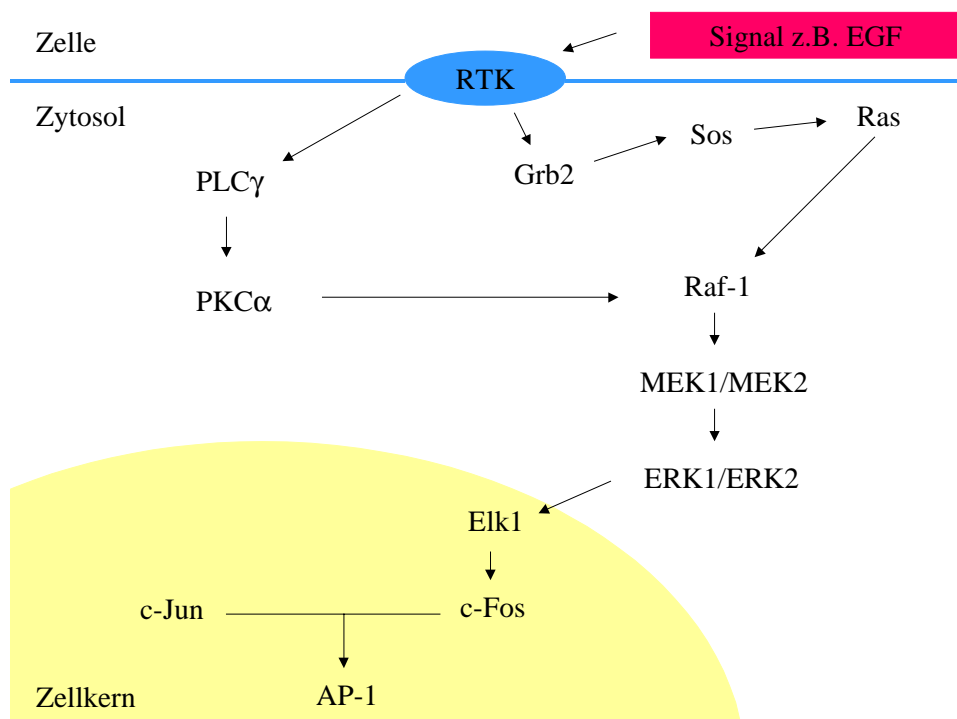 Zelle
Signal z.B. EGF
RTK
Zytosol
Sos
Ras
Grb2
PLCγ
PKCα
Raf-1
MEK1/MEK2
ERK1/ERK2
Elk1
c-Jun
c-Fos
Zellkern
AP-1